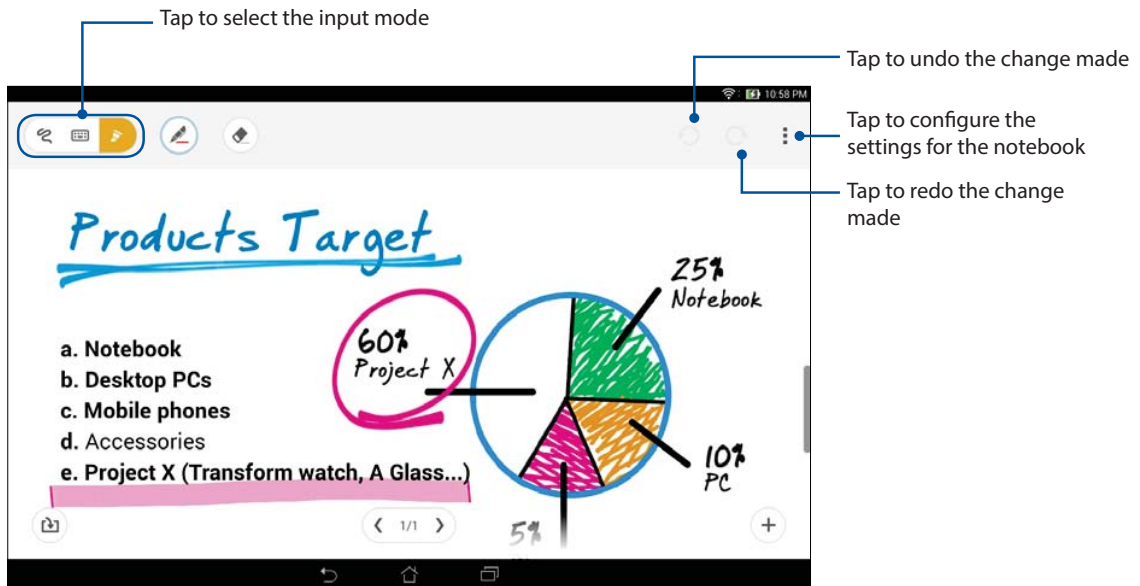 Tap to select the input mode
Tap to undo the change made
10:58 PM
Tap to configure the
settings for the notebook
Tap to redo the change
made
Products Target
25%
Notebook
60%
Project X
a. Notebook
b. Desktop PCs
c. Mobile phones
d. Accessories
e. Project X (Transform watch, A Glass...)
10%
PC
1/1
5%